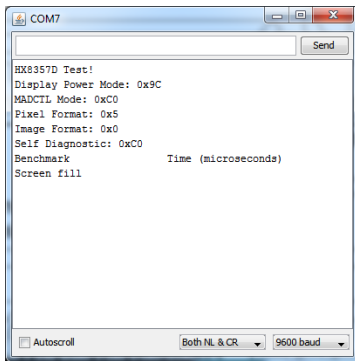 COM7
Send
HX8357D Test!
Display Power Mode: 0x9C
MADCTL Mode: 0xC0
Pixel Format: 0x5
Image Format: 0x0
Self Diagnostic: 0xC0
Benchmark                Time (microseconds)
Screen fill
Autoscroll
Both NL & CR
9600 baud